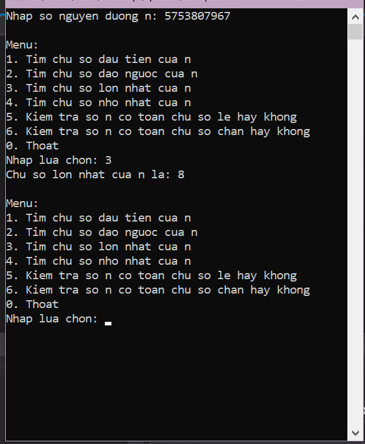 Nhap so nguyen duong n: 5753807967
Menu:
1. Tim chu so dau tien cua n
2. Tim chu so dao nguoc cua n
3. Tim chu so lon nhat cua n
4. Tim chu so nho nhat cua n
5. Kiem tra so n co toan chu so le hay khong
6. Kiem tra so n co toan chu so chan hay khong
0. Thoat
Nhap lua chon: 3
Chu so lon nhat cua n la: 8
Menu:
1. Tim chu so dau tien cua n
2. Tim chu so dao nguoc cua n
3. Tim chu so lon nhat cua n
4. Tim so nho nhat cua n
5. Kiem tra so n co toan chu so le hay khong
6. Kiem tra so n co toan chu so chan hay khong
0. Thoat
Nhap lua chon: